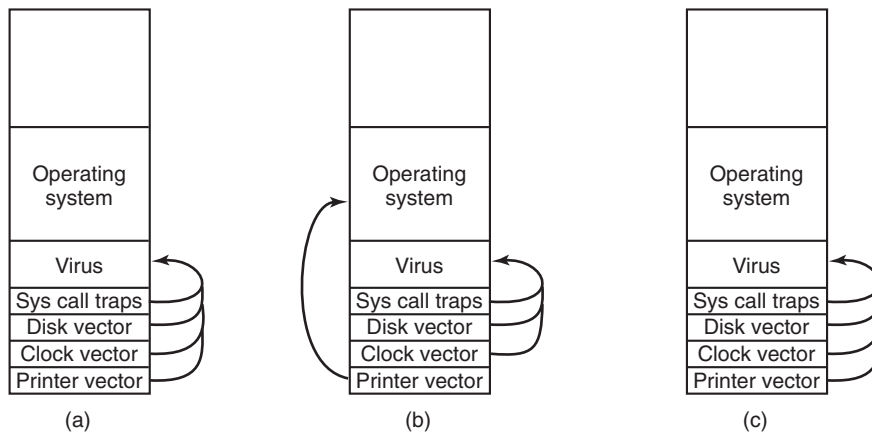 Operating
system
Virus
Sys call traps
Disk vector
Clock vector
Printer vector
(a)
Operating
system
Virus
Sys call traps
Disk vector
Clock vector
Printer vector
(b)
Operating
system
Virus
Sys call traps
Disk vector
Clock vector
Printer vector
(c)